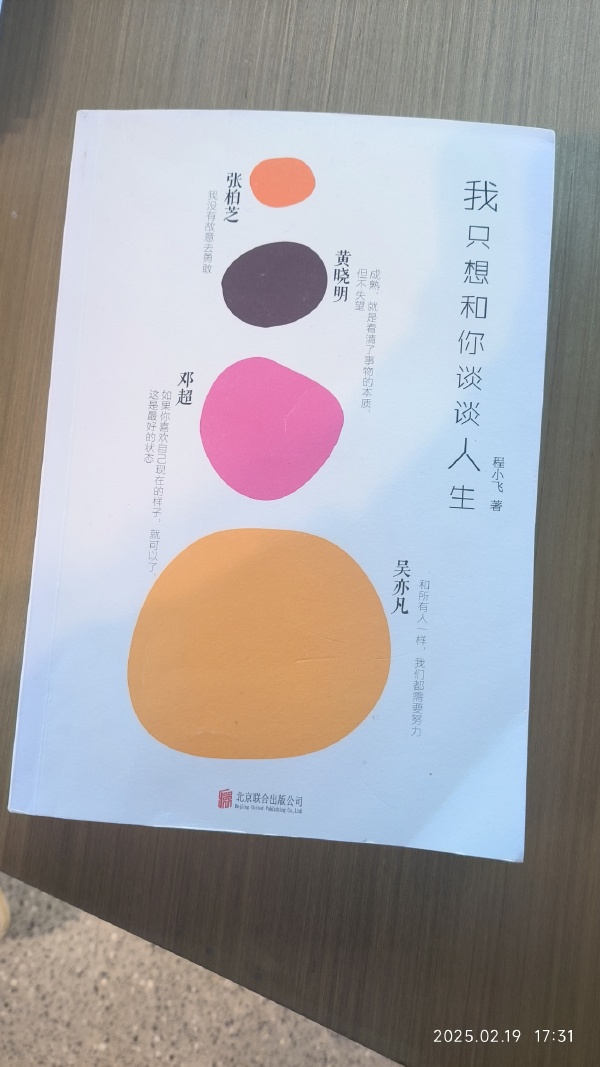 我只想和你谈谈人生
程小飞 著
张柏芝
我没有故意去勇敢
黄晓明
成熟，就是看清了事物的本质，
但不失望
邓超
如果你喜欢自己现在的样子，就可以了，
这是最好的状态
吴亦凡
和所有人一样，我们都需要努力
北京联合出版公司
Beijing United Publishing Co.,Ltd.
2025.02.19 17:31